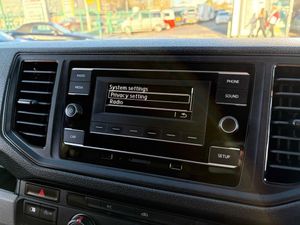 RADIO
MEDIA
CAR
System settings
Privacy setting
Radio
PHONE
SOUND
SETUP